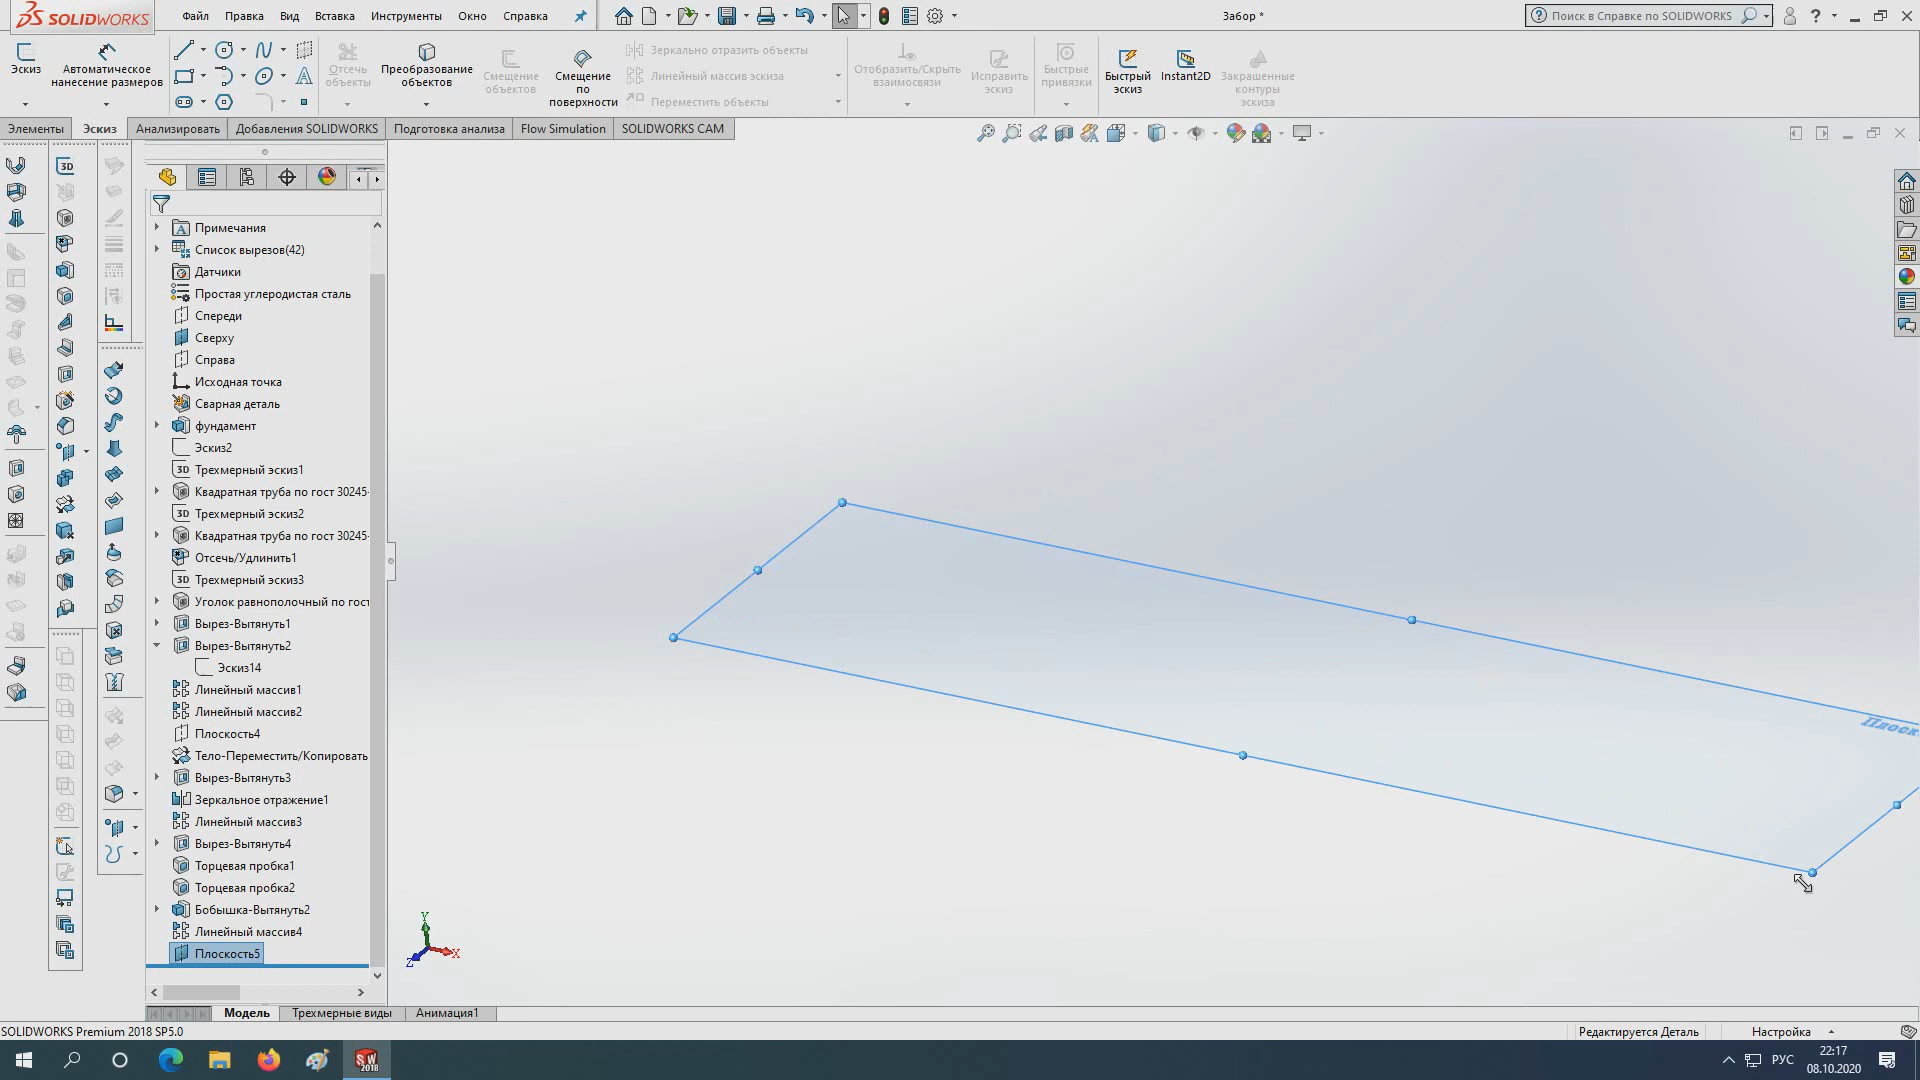 SOLIDWORKS
Файл
Правка
Вид
Вставка
Инструменты
Окно
Справка
Забор *
Поиск в Справке по SOLIDWORKS
Эскиз
Автоматическое нанесение размеров
Отсечь объекты
Преобразование объектов
Смещение объектов
Смещение по поверхности
Зеркально отразить объекты
Линейный массив эскиза
Переместить объекты
Отобразить/Скрыть взаимосвязи
Исправить эскиз
Быстрые привязки
Быстрый эскиз
Instant2D
Закрашенные контуры эскиза
Элементы
Эскиз
Анализировать
Добавления SOLIDWORKS
Подготовка анализа
Flow Simulation
SOLIDWORKS CAM
Примечания
Список вырезов(42)
Датчики
Простая углеродистая сталь
Спереди
Сверху
Справа
Исходная точка
Сварная деталь
фундамент
Эскиз2
3D Трехмерный эскиз1
Квадратная труба по гост 30245-
3D Трехмерный эскиз2
Квадратная труба по гост 30245-
Отсечь/Удлинить1
3D Трехмерный эскиз3
Уголок равнополочный по гост
Вырез-Вытянуть1
Вырез-Вытянуть2
Эскиз14
Линейный массив1
Линейный массив2
Плоскость4
Тело-Переместить/Копировать
Вырез-Вытянуть3
Зеркальное отражение1
Линейный массив3
Вырез-Вытянуть4
Торцевая пробка1
Торцевая пробка2
Бобышка-Вытянуть2
Линейный массив4
Плоскость5
3D
Плоск
Y
X
Z
Модель
Трехмерные виды
Анимация1
SOLIDWORKS Premium 2018 SP5.0
Редактируется Деталь
Настройка
SW 2018
РУС
22:17
08.10.2020